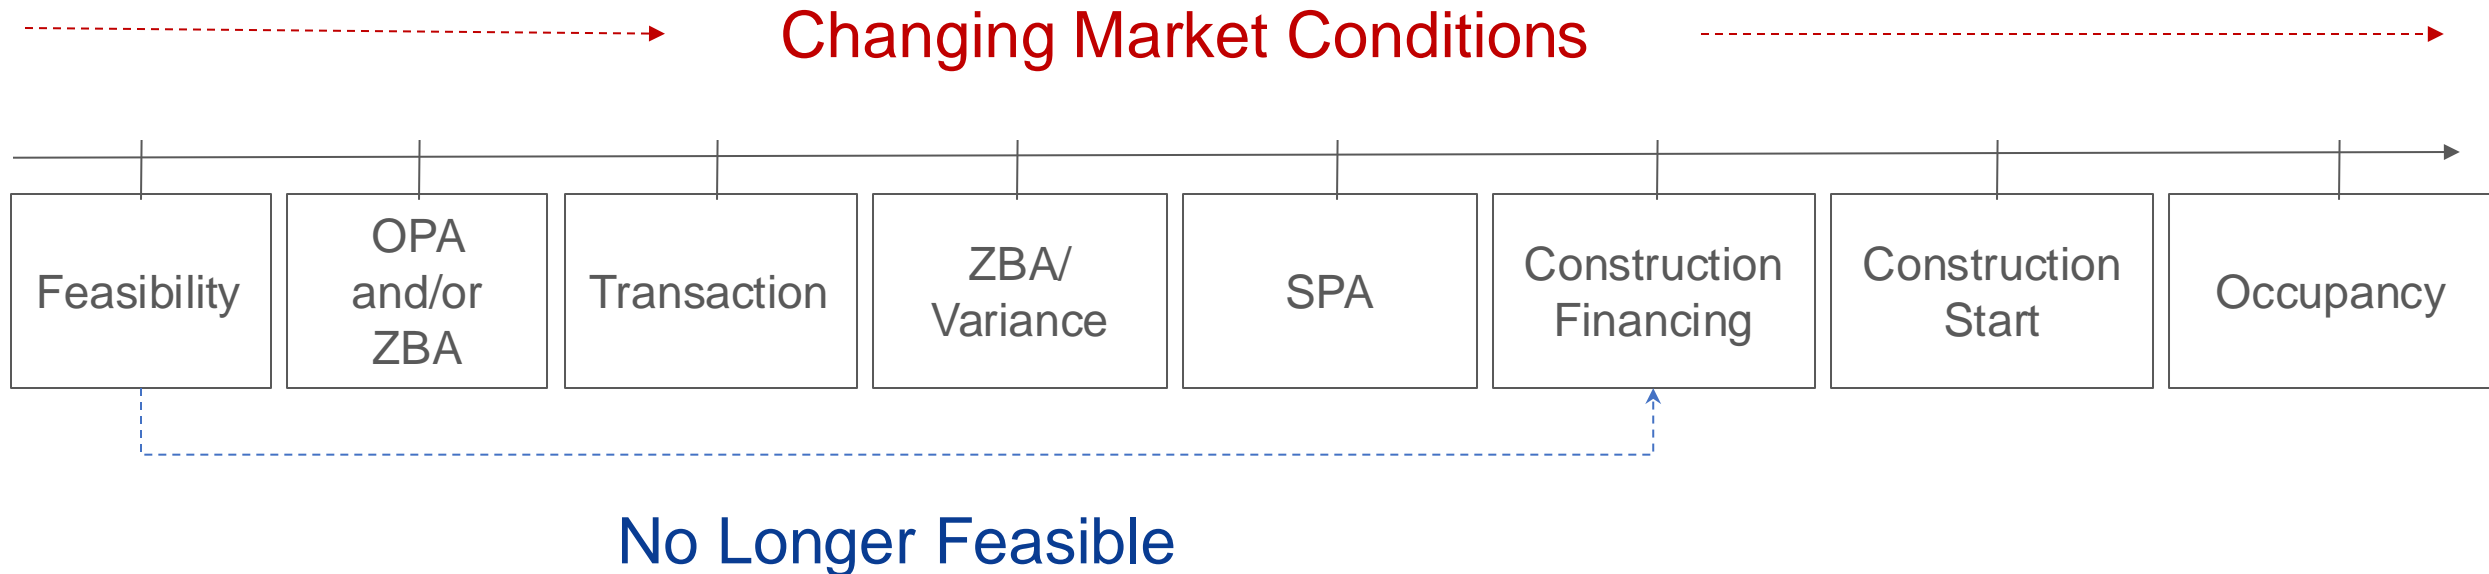 Changing Market Conditions
Feasibility
OPA
and/or
ZBA
Transaction
ZBA/
Variance
SPA
Construction
Financing
Construction
Start
Occupancy
No Longer Feasible